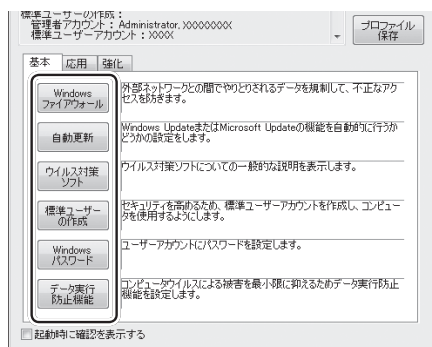 標準ユーザーの作成：
管理者アカウント：Administrator, XXXXXXXX
標準ユーザーアカウント：XXXX
プロファイル
保存
基本
応用
強化
Windows
ファイアウォール
外部ネットワークとの間でやりとりされるデータを規制して、不正なアク
セスを防ぎます。
自動更新
Windows UpdateまたはMicrosoft Updateの機能を自動的に行うか
どうかの設定をします。
ウイルス対策
ソフト
ウイルス対策ソフトについての一般的な説明を表示します。
標準ユーザー
の作成
セキュリティを高めるため、標準ユーザーアカウントを作成し、コンピュー
タを使用するようにします。
Windows
パスワード
ユーザーアカウントにパスワードを設定します。
データ実行
防止機能
コンピュータウイルスによる被害を最小限に抑えるためデータ実行防止
機能を設定します。
起動時に確認を表示する